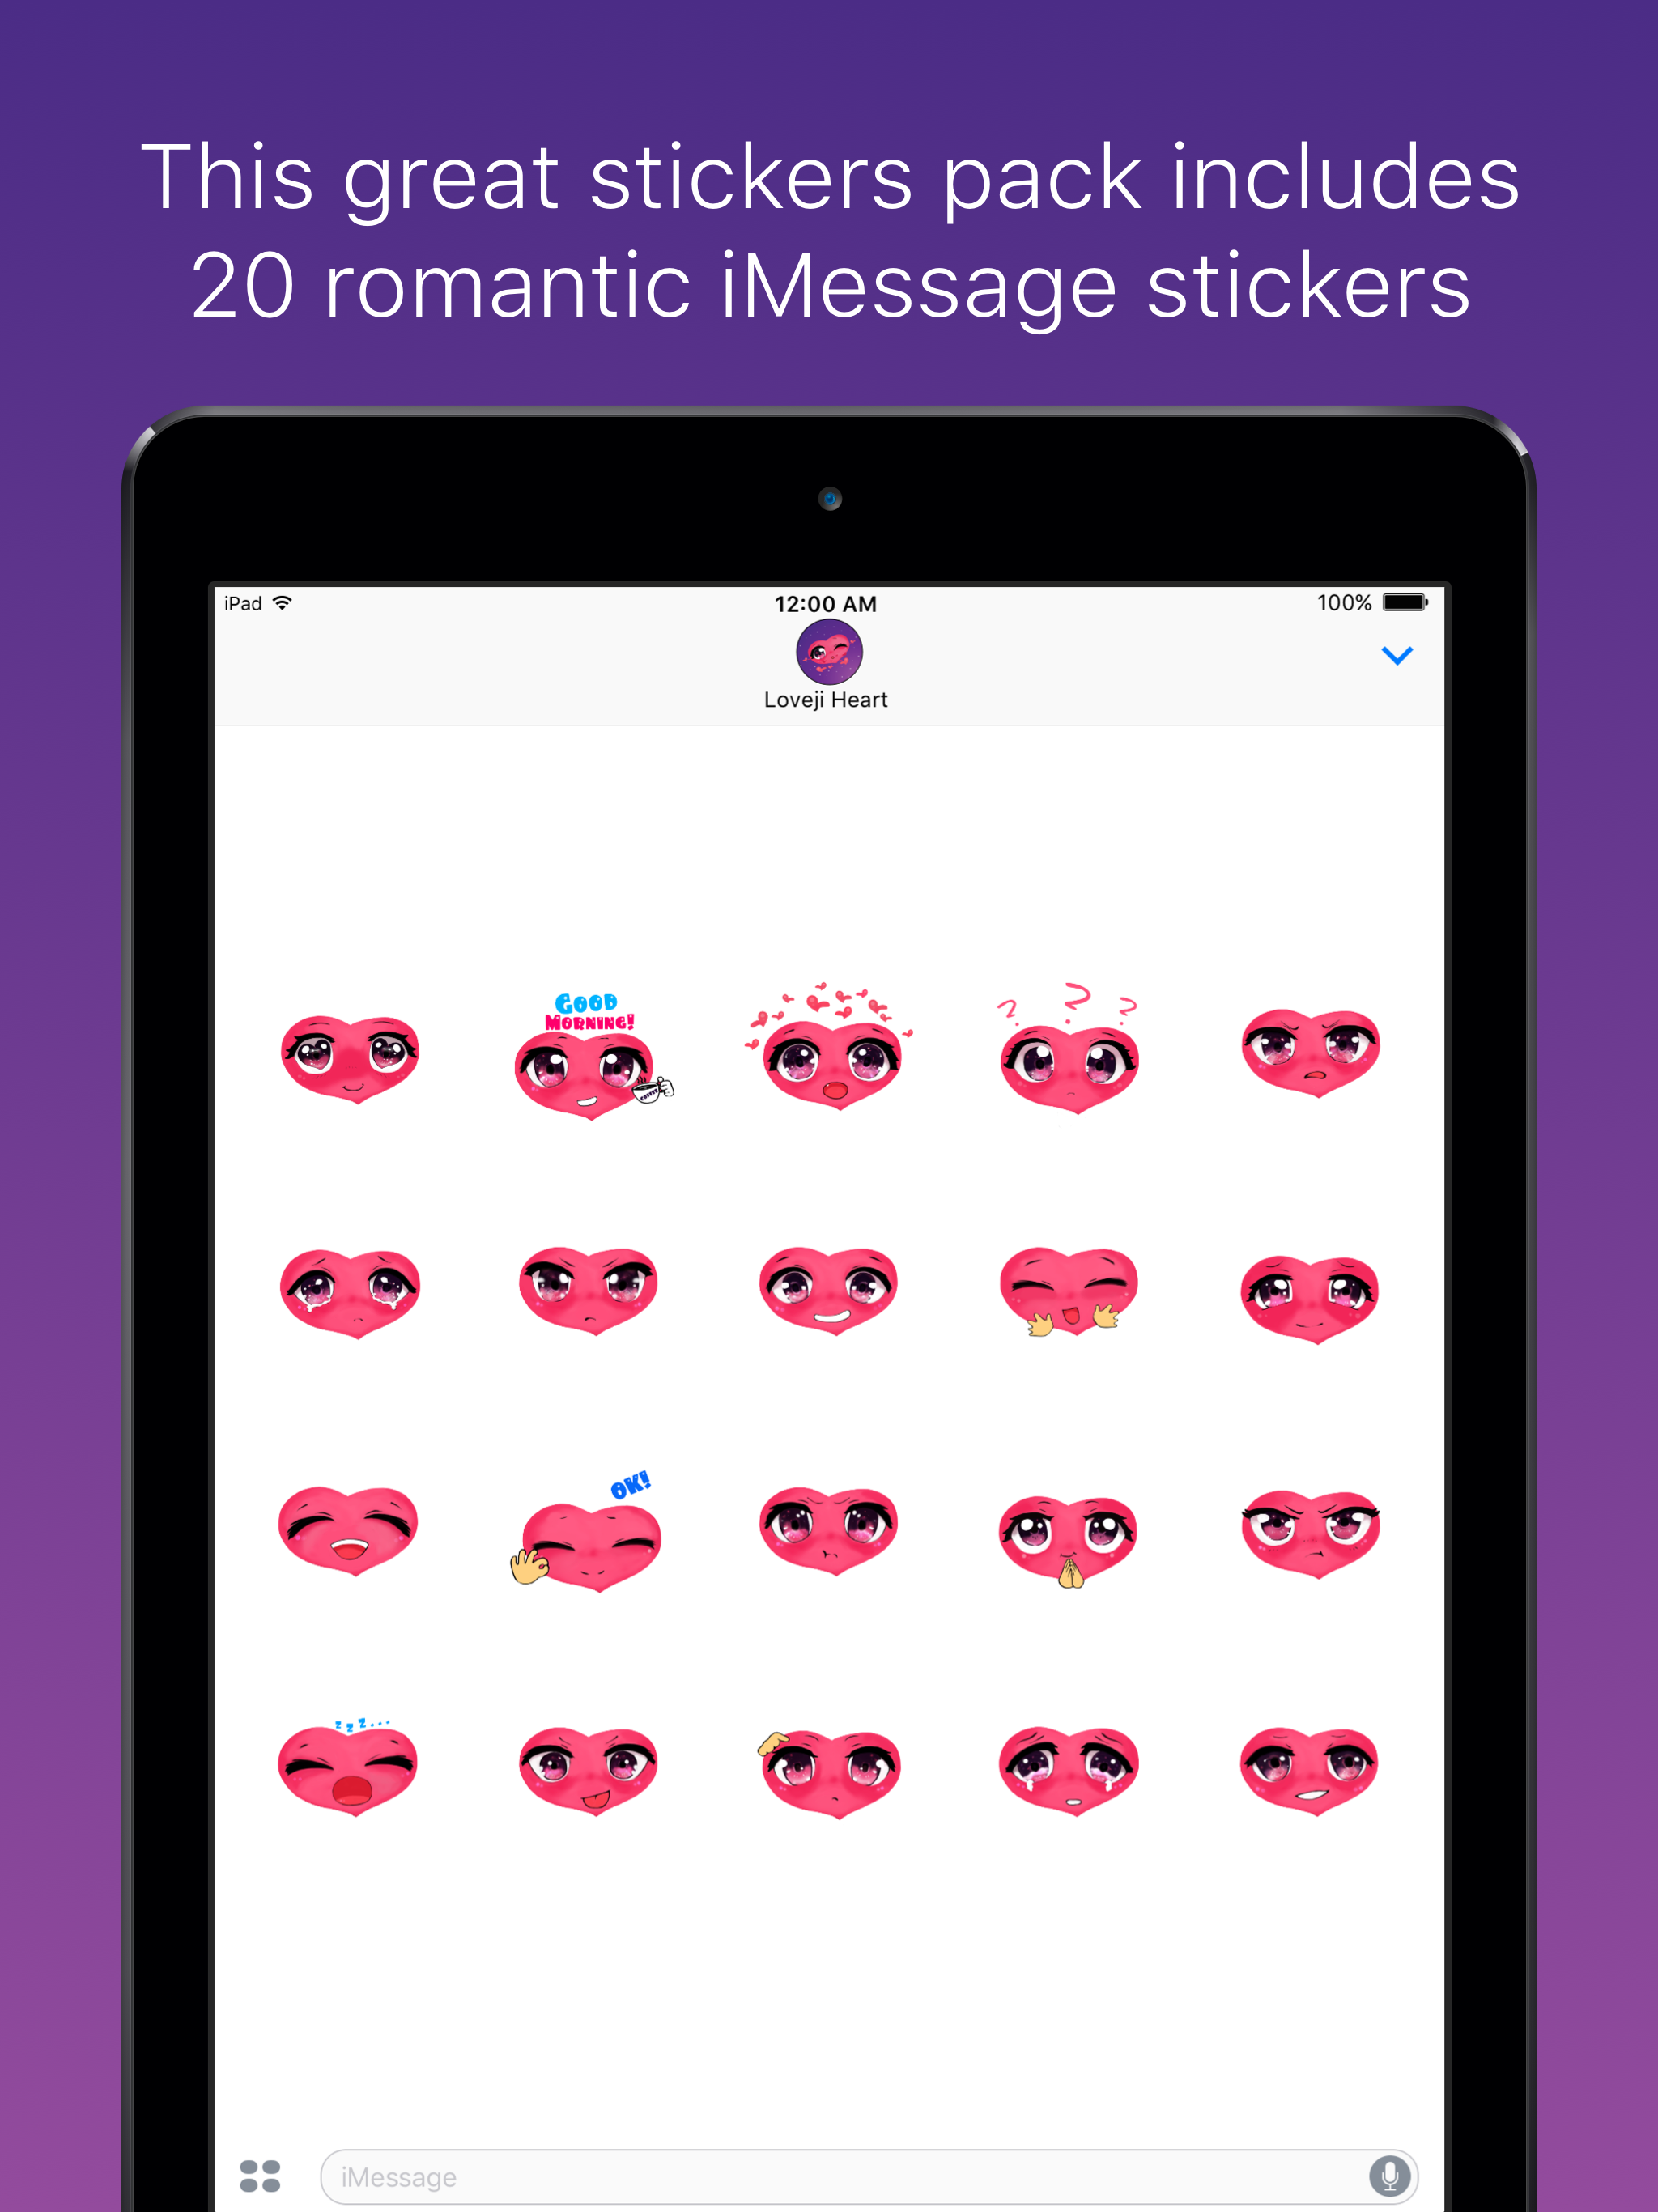 This great stickers pack includes
20 romantic iMessage stickers
iPad
12:00 AM
100%
Loveji Heart
GOOD
MORNING!
COFFEE
OK!
z z z...
iMessage